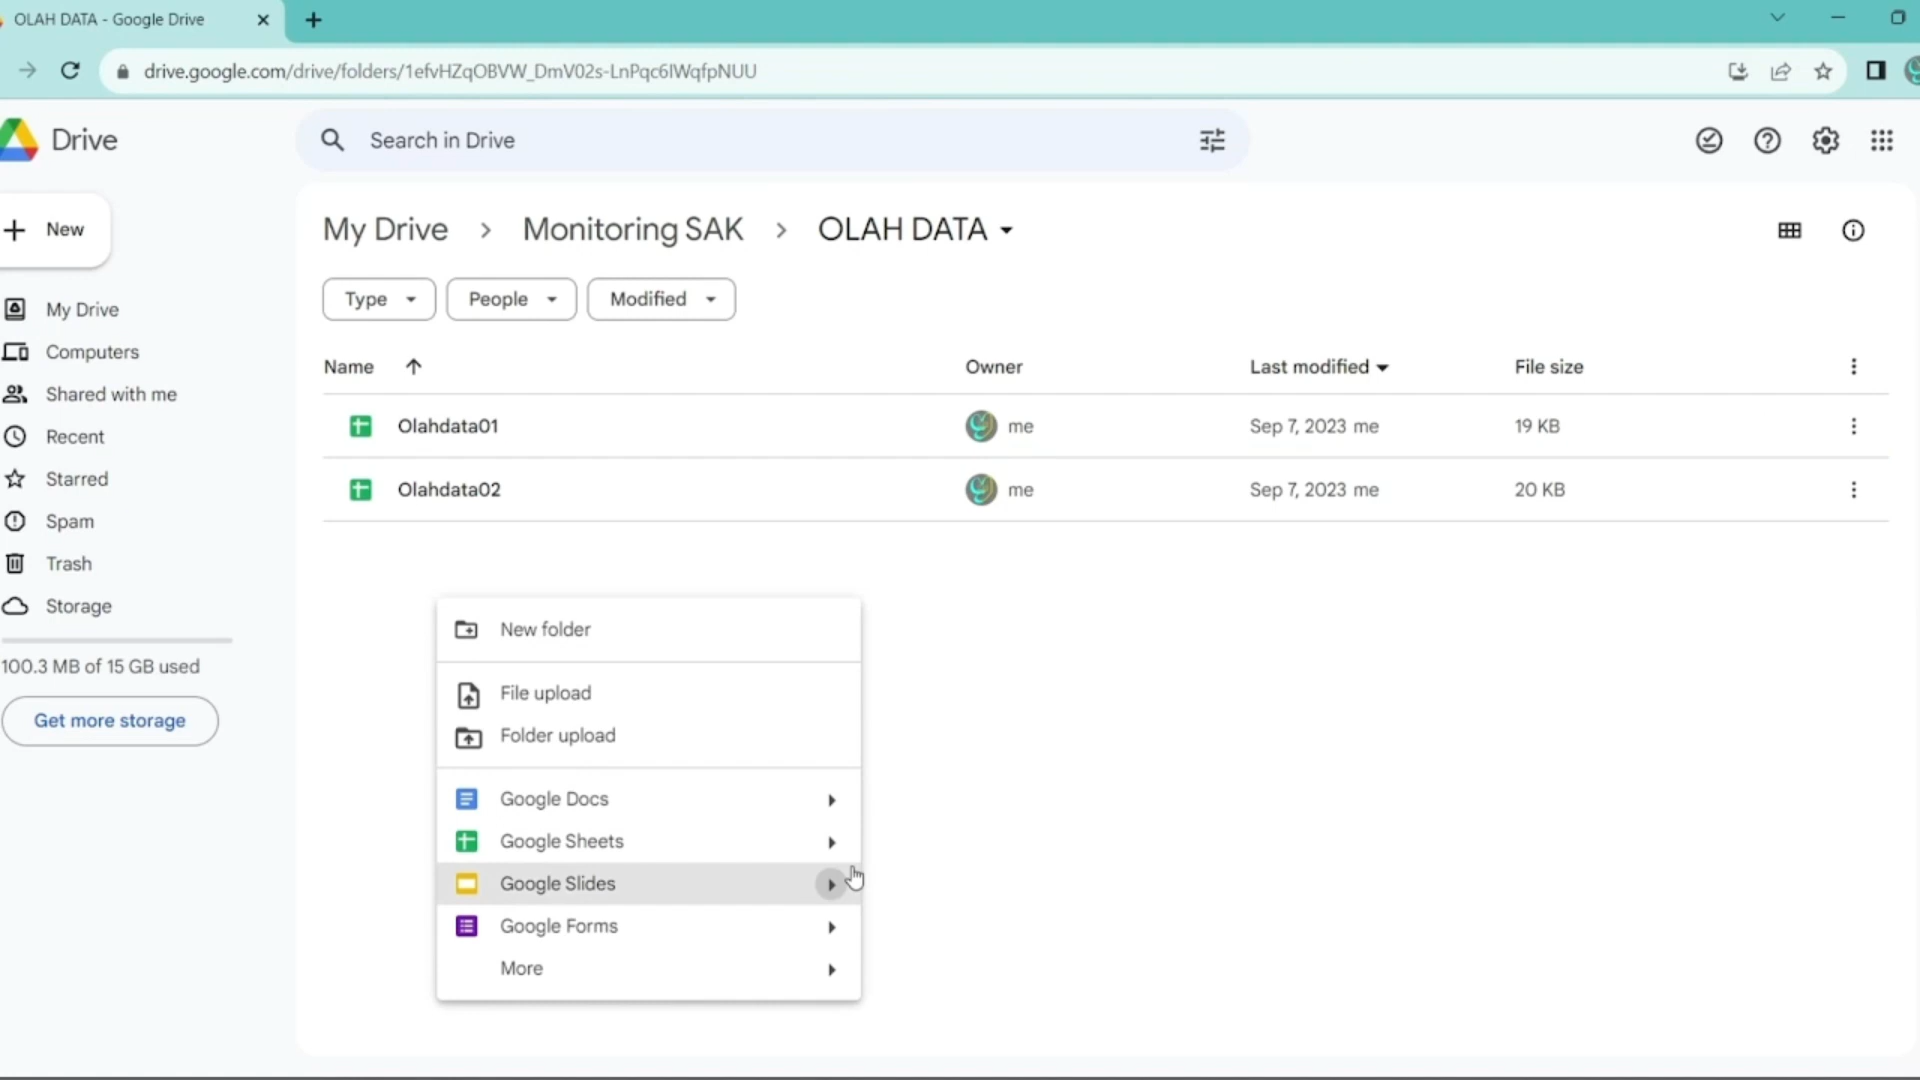 OLAH DATA - Google Drive
drive.google.com/drive/folders/1efvHZqOBVW_DmV02s-LnPqc6IWqfpNUU
Drive
Search in Drive
New
My Drive
Computers
Shared with me
Recent
Starred
Spam
Trash
Storage
100.3 MB of 15 GB used
Get more storage
My Drive > Monitoring SAK > OLAH DATA
Type People Modified
Name Owner Last modified File size
Olahdata01 me Sep 7, 2023 me 19 KB
Olahdata02 me Sep 7, 2023 me 20 KB
New folder
File upload
Folder upload
Google Docs
Google Sheets
Google Slides
Google Forms
More